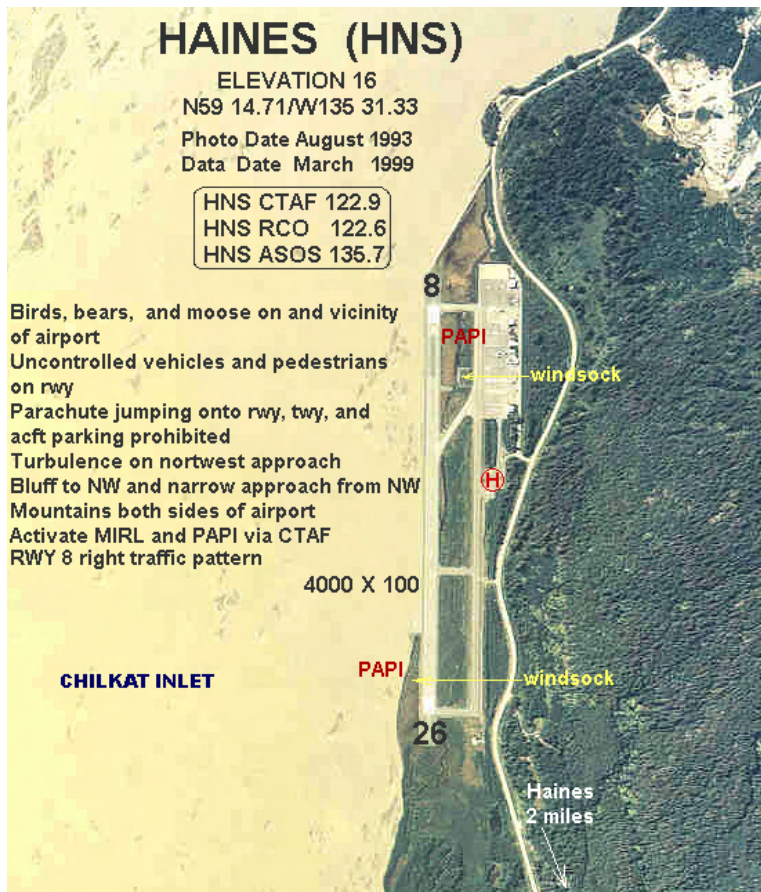 HAINES (HNS)
ELEVATION 16
N59 14.71/W135 31.33
Photo Date August 1993
Data Date March 1999
HNS CTAF 122.9
HNS RCO 122.6
HNS ASOS 135.7
8
Birds, bears, and moose on and vicinity
of airport
PAPI
Uncontrolled vehicles and pedestrians
on rwy
windsock
Parachute jumping onto rwy, twy, and
acft parking prohibited
Turbulence on nortwest approach
Bluff to NW and narrow approach from NW
H
Mountains both sides of airport
Activate MIRL and PAPI via CTAF
RWY 8 right traffic pattern
4000 X 100
PAPI
CHILKAT INLET
windsock
26
Haines
2 miles